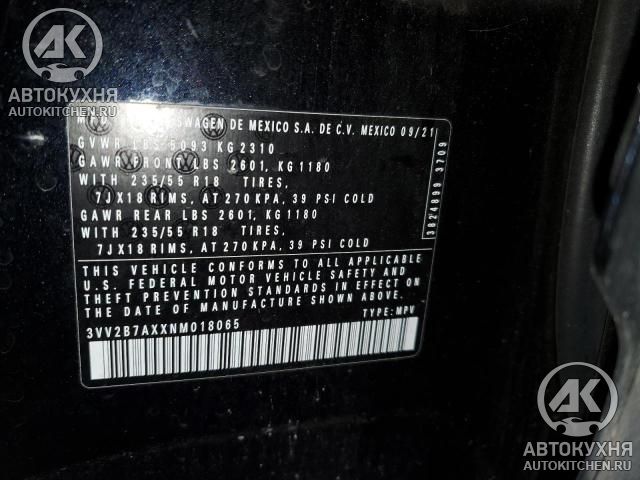 АВТОКУХНЯ
AUTOKITCHEN.RU
SWAGEN DE MEXICO S.A. DE C.V. MEXICO 09/21
GVWR LBS 5093 KG 2310
GAWR FRONT LBS 2601, KG 1180
WITH 235/55 R18 TIRES,
7JX18 RIMS, AT 270 KPA, 39 PSI COLD
GAWR REAR LBS 2601, KG 1180
WITH 235/55 R18 TIRES,
7JX18 RIMS, AT 270 KPA, 39 PSI COLD
THIS VEHICLE CONFORMS TO ALL APPLICABLE
U.S. FEDERAL MOTOR VEHICLE SAFETY AND
THEFT PREVENTION STANDARDS IN EFFECT ON
THE DATE OF MANUFACTURE SHOWN ABOVE.
3VV2B7AXXNM018065 TYPE: MPV
3824899 3709
АК
АВТОКУХНЯ
AUTOKITCHEN.RU